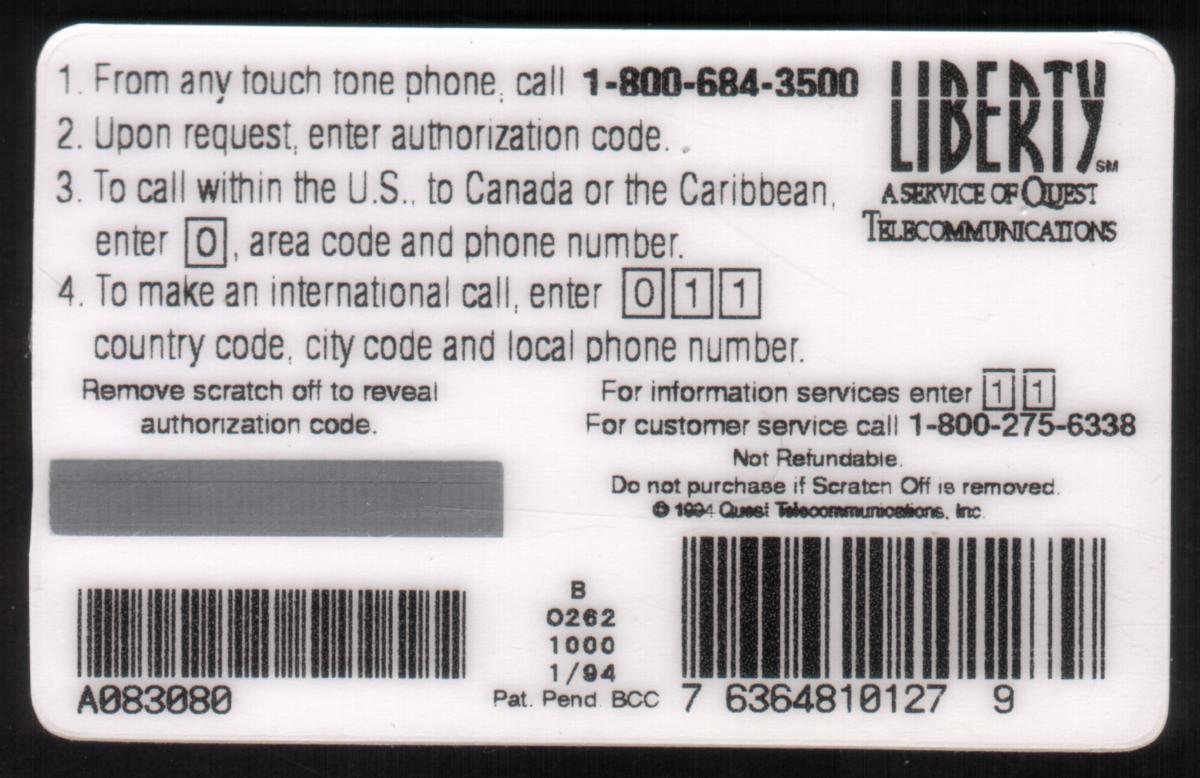 1. From any touch tone phone, call 1-800-684-3500
2. Upon request, enter authorization code.
3. To call within the U.S., to Canada or the Caribbean,
enter 0, area code and phone number.
4. To make an international call, enter 0 1 1
country code, city code and local phone number.
LIBERTY SM
A SERVICE OF QUEST
TELECOMMUNICATIONS
Remove scratch off to reveal
authorization code.
For information services enter 1 1
For customer service call 1-800-275-6338
Not Refundable.
Do not purchase if Scratch Off is removed.
© 1994 Quest Telecommunications, Inc.
A083080
B
0262
1000
1/94
Pat. Pend. BCC
7 6364810127 9